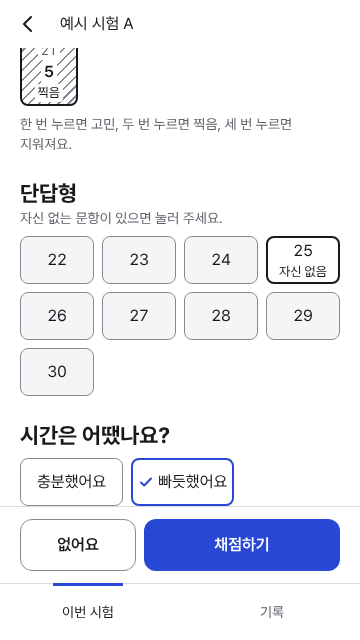 예시 시험 A
21
5
찍음
한 번 누르면 고민, 두 번 누르면 찍음, 세 번 누르면
지워져요.
단답형
자신 없는 문항이 있으면 눌러 주세요.
22
23
24
25
자신 없음
26
27
28
29
30
시간은 어땠나요?
충분했어요
빠듯했어요
없어요
채점하기
이번 시험
기록